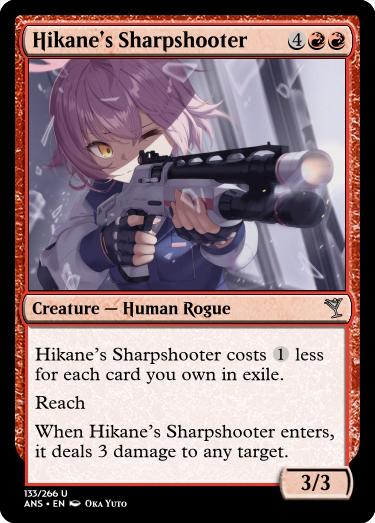 Hikane's Sharpshooter 4
Creature — Human Rogue
Hikane's Sharpshooter costs 1 less
for each card you own in exile.
Reach
When Hikane's Sharpshooter enters,
it deals 3 damage to any target.
3/3
133/266 U
ANS • EN Oka Yuto